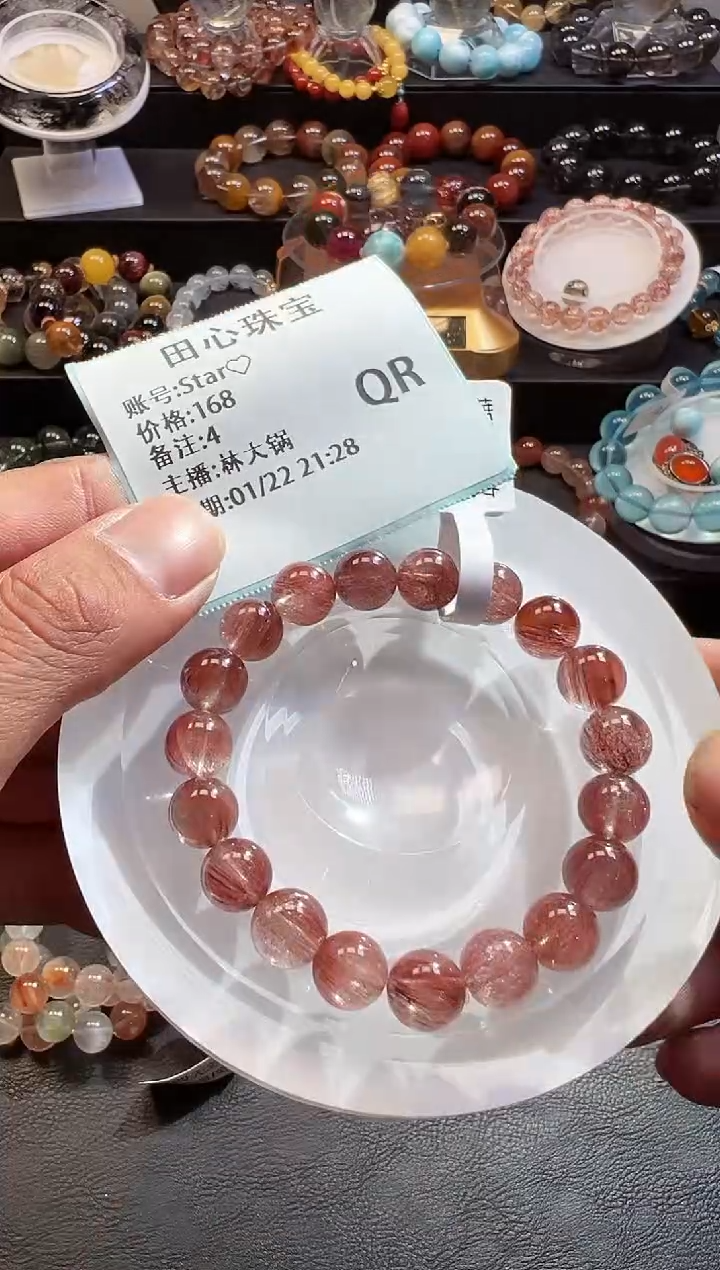 田心珠宝
账号:Star♡
QR
价格:168
备注:4
主播:林大锅
期:01/22 21:28